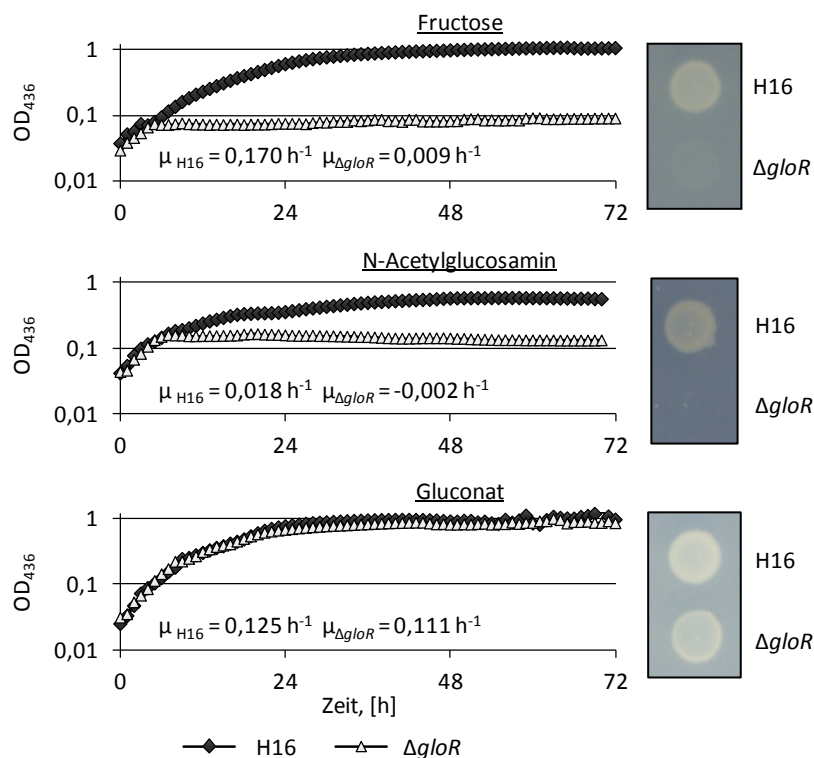 Fructose
OD436
1
0,1
0,01
μ H16 = 0,170 h-1 μΔgloR = 0,009 h-1
0 24 48 72
H16
ΔgloR
N-Acetylglucosamin
OD436
1
0,1
0,01
μ H16 = 0,018 h-1 μΔgloR = -0,002 h-1
0 24 48 72
H16
ΔgloR
Gluconat
OD436
1
0,1
0,01
μ H16 = 0,125 h-1 μΔgloR = 0,111 h-1
0 24 48 72
Zeit, [h]
H16
ΔgloR
H16 ΔgloR